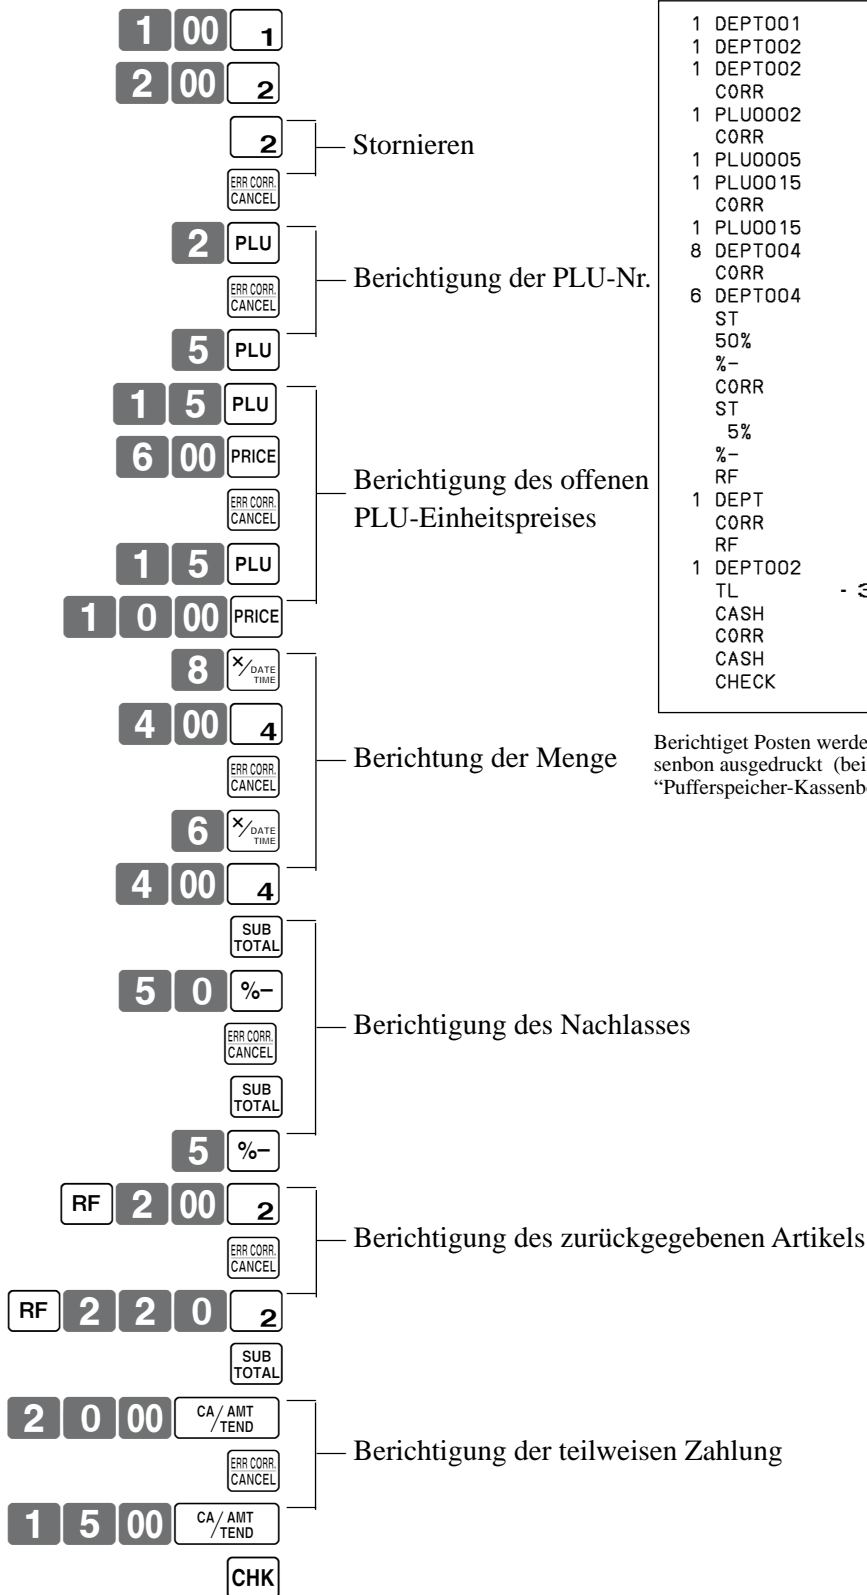 1 00 1
2 00 2
2
Stornieren
ERR CORR. CANCEL
2 PLU
ERR CORR. CANCEL
Berichtigung der PLU-Nr.
5 PLU
1 5 PLU
6 00 PRICE
ERR CORR. CANCEL
Berichtigung des offenen
PLU-Einheitspreises
1 5 PLU
1 0 00 PRICE
8 ×/DATE TIME
4 00 4
ERR CORR. CANCEL
Berichtung der Menge
6 ×/DATE TIME
4 00 4
SUB TOTAL
5 0 %-
ERR CORR. CANCEL
Berichtigung des Nachlasses
SUB TOTAL
5 %-
RF 2 00 2
ERR CORR. CANCEL
Berichtigung des zurückgegebenen Artikels
RF 2 2 0 2
SUB TOTAL
2 0 00 CA/AMT TEND
ERR CORR. CANCEL
Berichtigung der teilweisen Zahlung
1 5 00 CA/AMT TEND
CHK
1 DEPT001
1 DEPT002
1 DEPT002
CORR
1 PLU0002
CORR
1 PLU0005
1 PLU0015
CORR
1 PLU0015
8 DEPT004
CORR
6 DEPT004
ST
50%
%-
CORR
ST
5%
%-
RF
1 DEPT
CORR
RF
1 DEPT002
TL -
CASH
CORR
CASH
CHECK
Berichtiget Posten
senbon ausgedruckt (bei